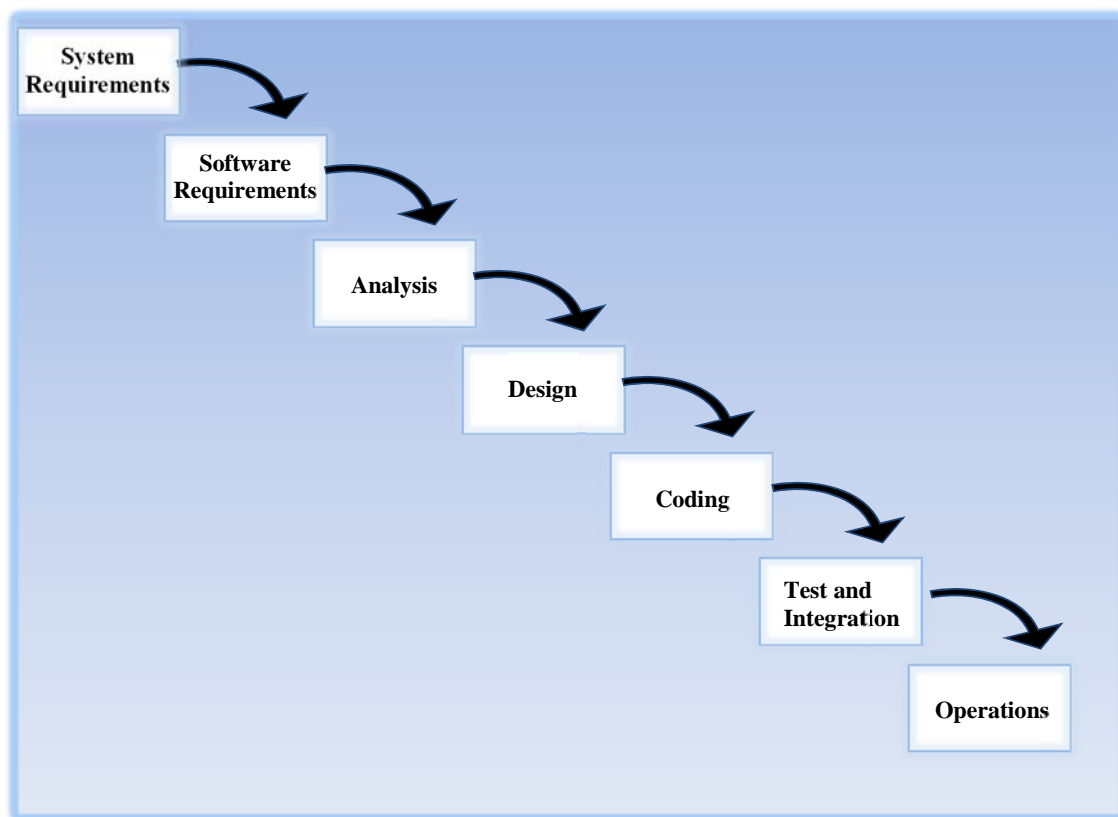 System
Requirements
Software
Requirements
Analysis
Design
Coding
Test and
Integration
Operations